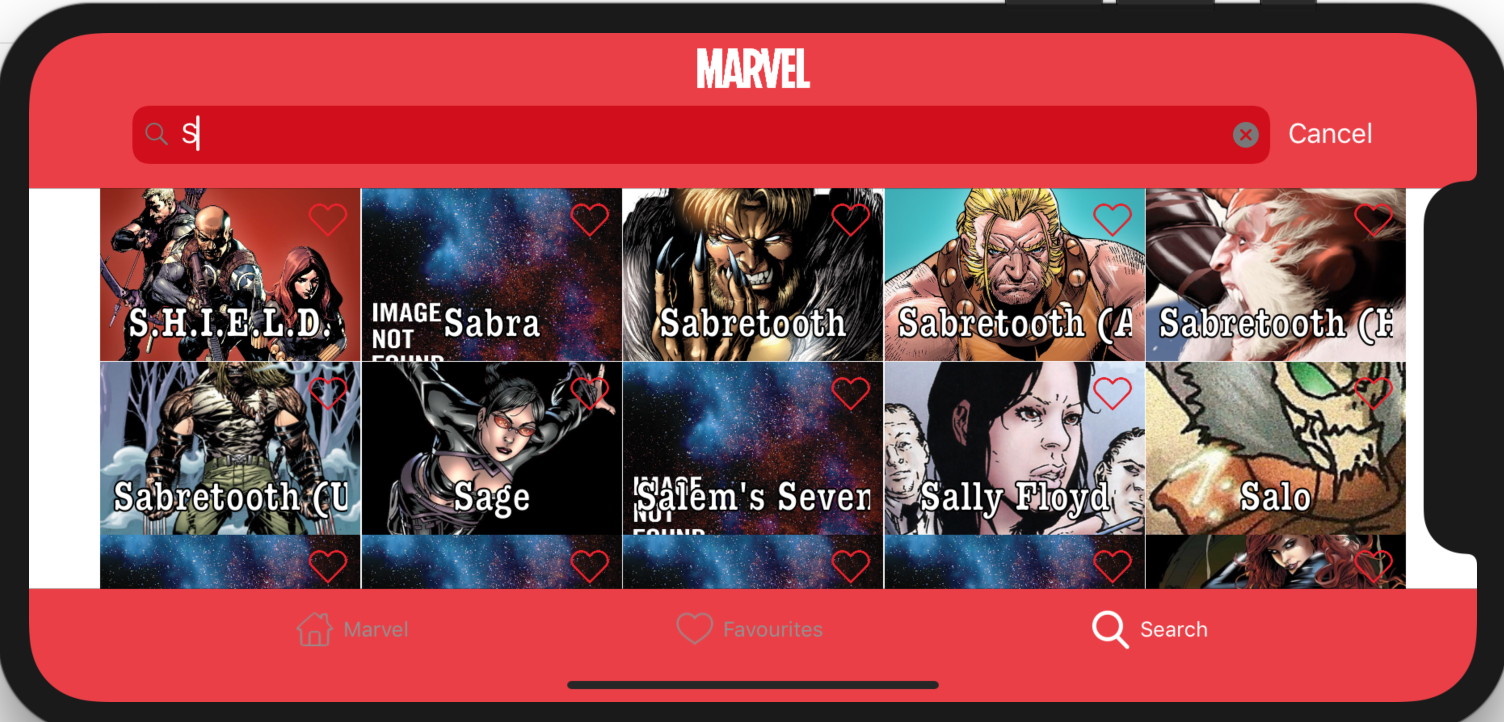 MARVEL
S
Cancel
S.H.I.E.L.D.
IMAGE
NOT
FOUND
Sabra
Sabretooth
Sabretooth (A
Sabretooth (H
Sabretooth (U
Sage
IMAGE
NOT
FOUND
Salem's Seven
Sally Floyd
Salo
Marvel
Favourites
Search